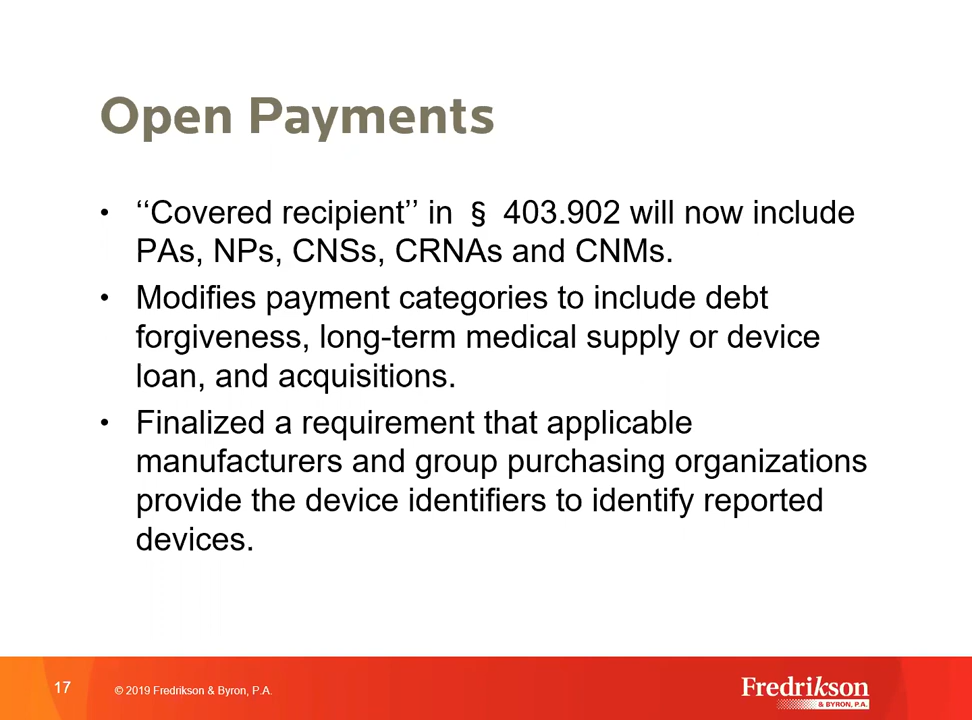 Open Payments
• ‘‘Covered recipient’’ in § 403.902 will now include
PAs, NPs, CNSs, CRNAs and CNMs.
• Modifies payment categories to include debt
forgiveness, long-term medical supply or device
loan, and acquisitions.
• Finalized a requirement that applicable
manufacturers and group purchasing organizations
provide the device identifiers to identify reported
devices.
17
© 2019 Fredrikson & Byron, P.A.
Fredrikson
& BYRON, P.A.